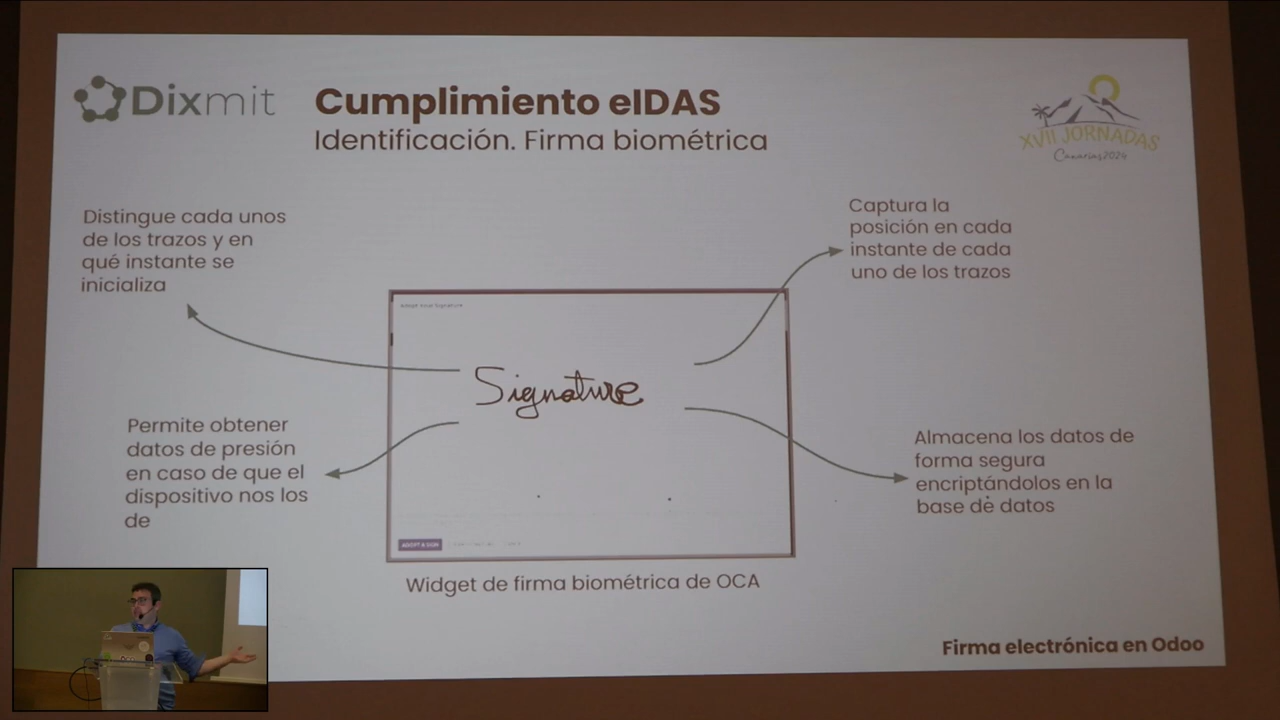 Dixmit
Cumplimiento eIDAS
Identificación. Firma biométrica
XVII JORNADAS
Canarias2024
Distingue cada unos
de los trazos y en
qué instante se
inicializa
Captura la
posición en cada
instante de cada
uno de los trazos
Adopt Your Signature
Signature
Permite obtener
datos de presión
en caso de que el
dispositivo nos los
de
Almacena los datos de
forma segura
encriptándolos en la
base de datos
ADOPT & SIGN
Widget de firma biométrica de OCA
Firma electrónica en Odoo